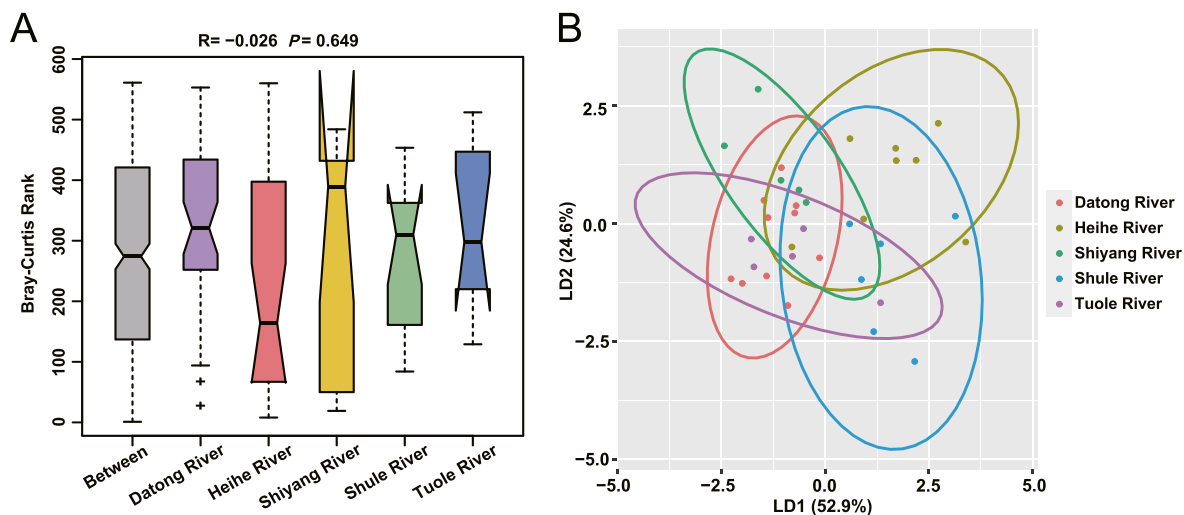 A
R= −0.026 P= 0.649
Bray-Curtis Rank
600
500
400
300
200
100
0
Between
Datong River
Heihe River
Shiyang River
Shule River
Tuole River
B
LD2 (24.6%)
2.5
0.0
−2.5
−5.0
−5.0
−2.5
0.0
2.5
5.0
LD1 (52.9%)
Datong River
Heihe River
Shiyang River
Shule River
Tuole River